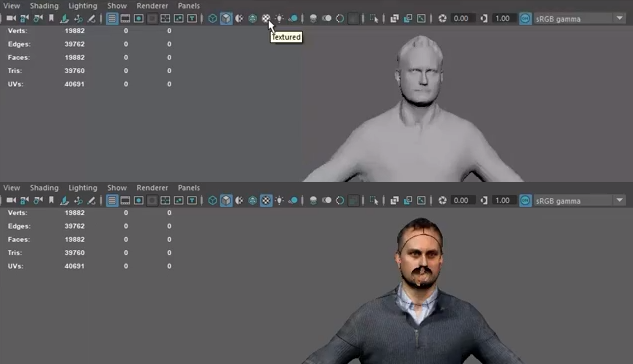 View Shading Lighting Show Renderer Panels
0.00 1.00 sRGB gamma
Textured
Verts: 19882 0 0
Edges: 39762 0 0
Faces: 19882 0 0
Tris: 39760 0 0
UVs: 40691 0 0
View Shading Lighting Show Renderer Panels
0.00 1.00 sRGB gamma
Verts: 19882 0 0
Edges: 39762 0 0
Faces: 19882 0 0
Tris: 39760 0 0
UVs: 40691 0 0